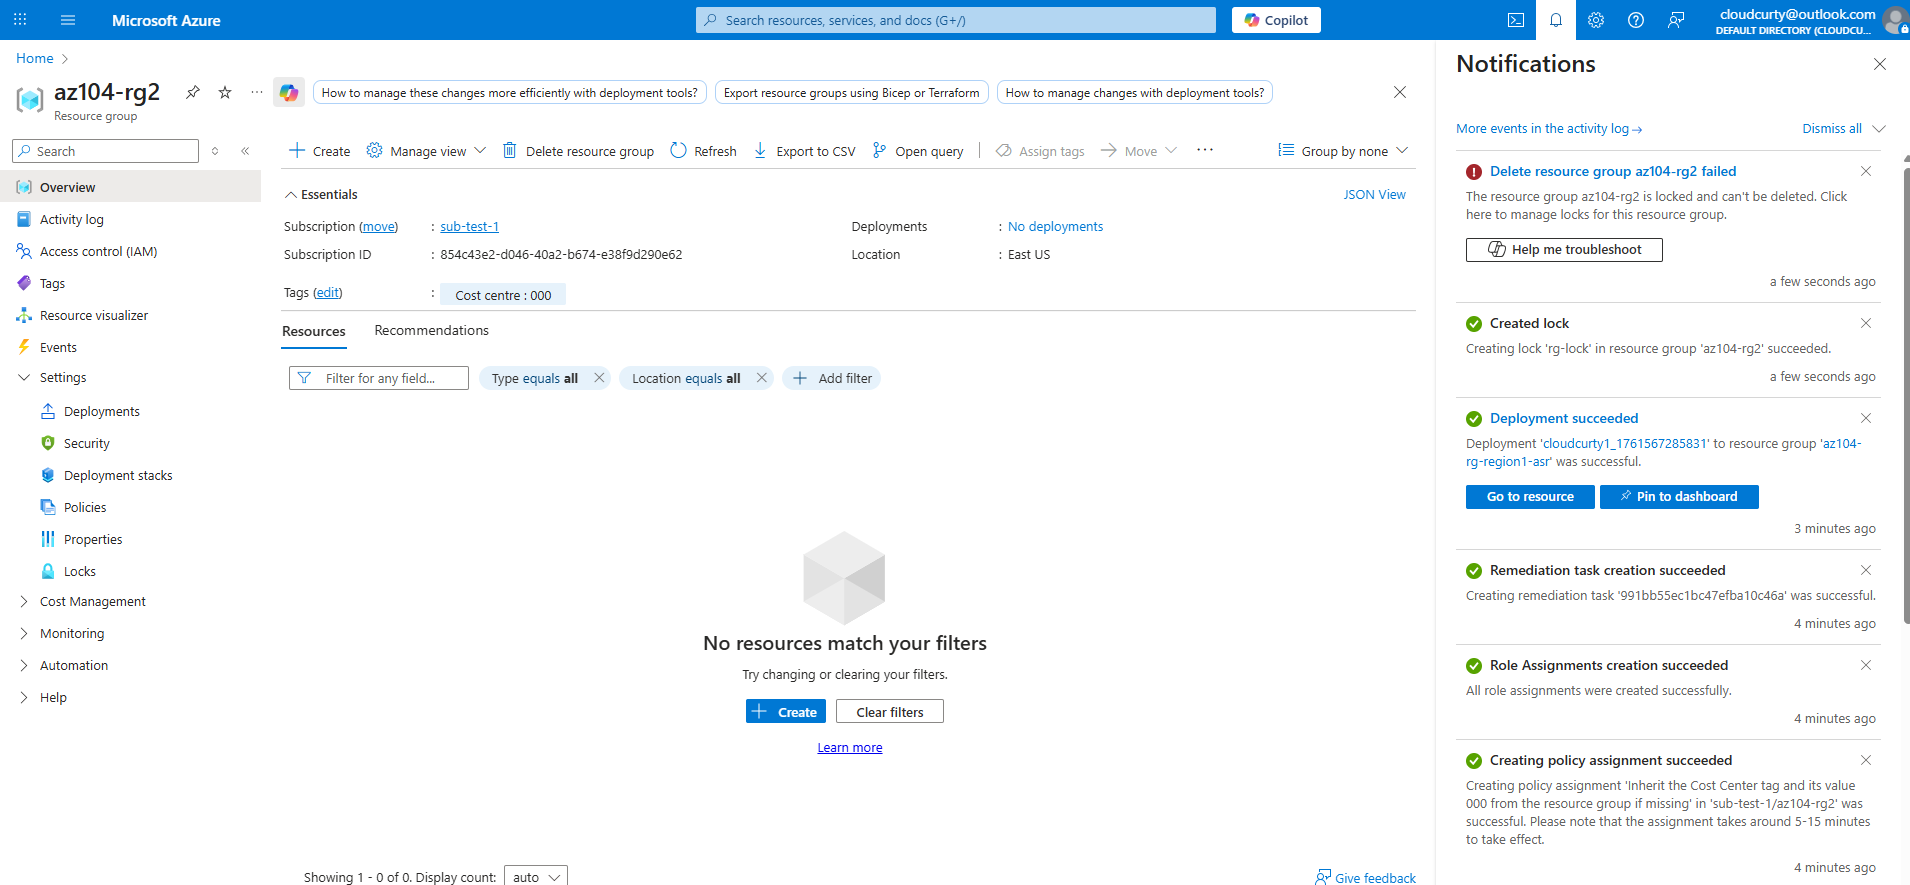 Microsoft Azure
Search resources, services, and docs (G+/)
Copilot
cloudcurty@outlook.com
DEFAULT DIRECTORY (CLOUDCU...
Home
az104-rg2
Resource group
How to manage these changes more efficiently with deployment tools?
Export resource groups using Bicep or Terraform
How to manage changes with deployment tools?
Search
Overview
Activity log
Access control (IAM)
Tags
Resource visualizer
Events
Settings
Deployments
Security
Deployment stacks
Policies
Properties
Locks
Cost Management
Monitoring
Automation
Help
Create
Manage view
Delete resource group
Refresh
Export to CSV
Open query
Assign tags
Move
Group by none
Essentials
JSON View
Subscription (move) : sub-test-1
Subscription ID : 854c43e2-d046-40a2-b674-e38f9d290e62
Deployments : No deployments
Location : East US
Tags (edit) : Cost centre : 000
Resources
Recommendations
Filter for any field...
Type equals all
Location equals all
Add filter
No resources match your filters
Try changing or clearing your filters.
Create
Clear filters
Learn more
Showing 1 - 0 of 0. Display count: auto
Give feedback
Notifications
More events in the activity log →
Dismiss all
Delete resource group az104-rg2 failed
The resource group az104-rg2 is locked and can't be deleted. Click
here to manage locks for this resource group.
Help me troubleshoot
a few seconds ago
Created lock
Creating lock 'rg-lock' in resource group 'az104-rg2' succeeded.
a few seconds ago
Deployment succeeded
Deployment 'cloudcurty1_1761567285831' to resource group 'az104-
rg-region1-asr' was successful.
Go to resource
Pin to dashboard
3 minutes ago
Remediation task creation succeeded
Creating remediation task '991bb55ec1bc47efba10c46a' was successful.
4 minutes ago
Role Assignments creation succeeded
All role assignments were created successfully.
4 minutes ago
Creating policy assignment succeeded
Creating policy assignment 'Inherit the Cost Center tag and its value
000 from the resource group if missing' in 'sub-test-1/az104-rg2' was
successful. Please note that the assignment takes around 5-15 minutes
to take effect.
4 minutes ago